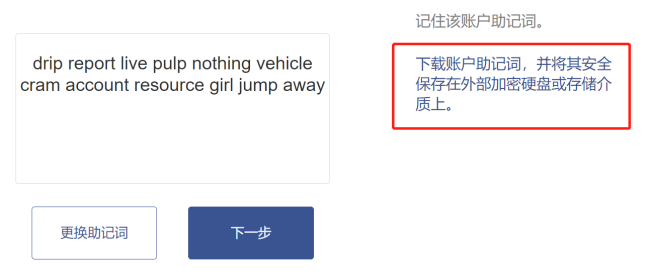 记住该账户助记词。
drip report live pulp nothing vehicle
cram account resource girl jump away
下载账户助记词，并将其安全
保存在外部加密硬盘或存储介
质上。
更换助记词
下一步